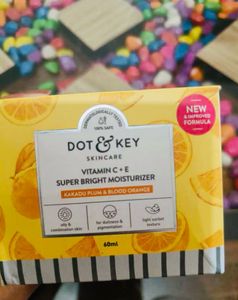 DERMATOLOGICALLY TESTED
100% SAFE
DOT & KEY
SKINCARE
NEW
& IMPROVED
FORMULA
VITAMIN C + E
SUPER BRIGHT MOISTURIZER
KAKADU PLUM & BLOOD ORANGE
oily &
combination skin
for dullness &
pigmentation
light sorbet
texture
60ml